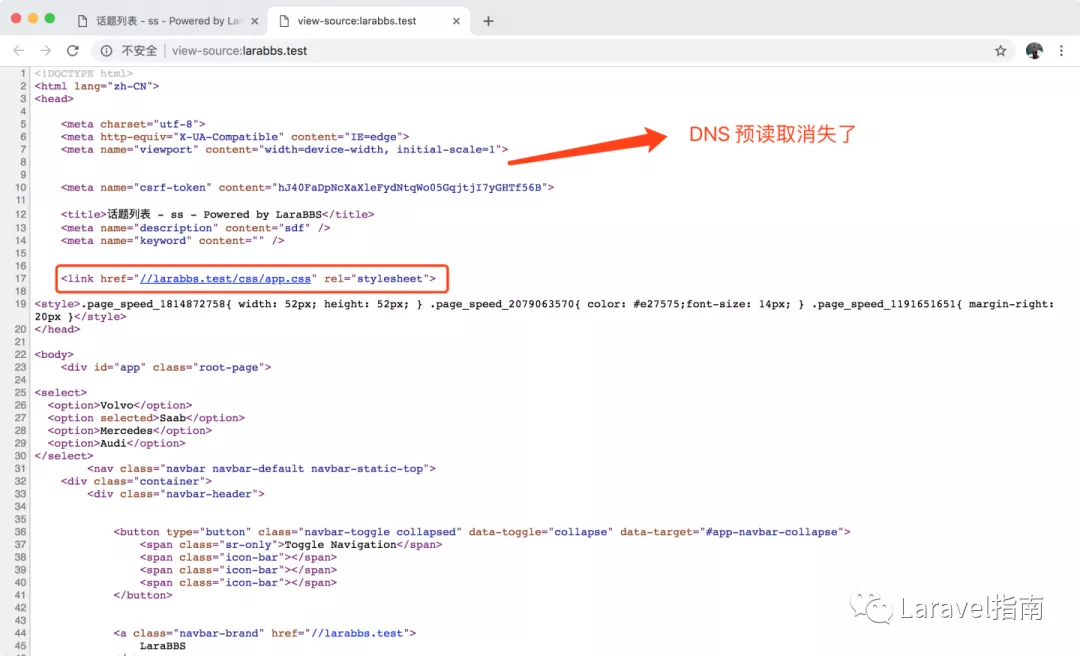 话题列表 - ss - Powered by Lar
view-source:larabbs.test
不安全 view-source:larabbs.test
1 <!DOCTYPE html>
2 <html lang="zh-CN">
3 <head>
4
5 <meta charset="utf-8">
6 <meta http-equiv="X-UA-Compatible" content="IE=edge">
7 <meta name="viewport" content="width=device-width, initial-scale=1">
DNS 预读取消失了
8
9
10 <meta name="csrf-token" content="hJ40FaDpNcXaXleFydNtqWo05GqjtjI7yGHTf56B">
11
12 <title>话题列表 - ss - Powered by LaraBBS</title>
13 <meta name="description" content="sdf" />
14 <meta name="keyword" content="" />
15
16
17 <link href="//larabbs.test/css/app.css" rel="stylesheet">
18
19 <style>.page_speed_1814872758{ width: 52px; height: 52px; } .page_speed_2079063570{ color: #e27575;font-size: 14px; } .page_speed_1191651651{ margin-right:
20px }</style>
20 </head>
21
22 <body>
23 <div id="app" class="root-page">
24
25 <select>
26 <option>Volvo</option>
27 <option selected>Saab</option>
28 <option>Mercedes</option>
29 <option>Audi</option>
30 </select>
31 <nav class="navbar navbar-default navbar-static-top">
32 <div class="container">
33 <div class="navbar-header">
34
35
36 <button type="button" class="navbar-toggle collapsed" data-toggle="collapse" data-target="#app-navbar-collapse">
37 <span class="sr-only">Toggle Navigation</span>
38 <span class="icon-bar"></span>
39 <span class="icon-bar"></span>
40 <span class="icon-bar"></span>
41 </button>
42
43
44 <a class="navbar-brand" href="//larabbs.test">
45 LaraBBS
Laravel指南